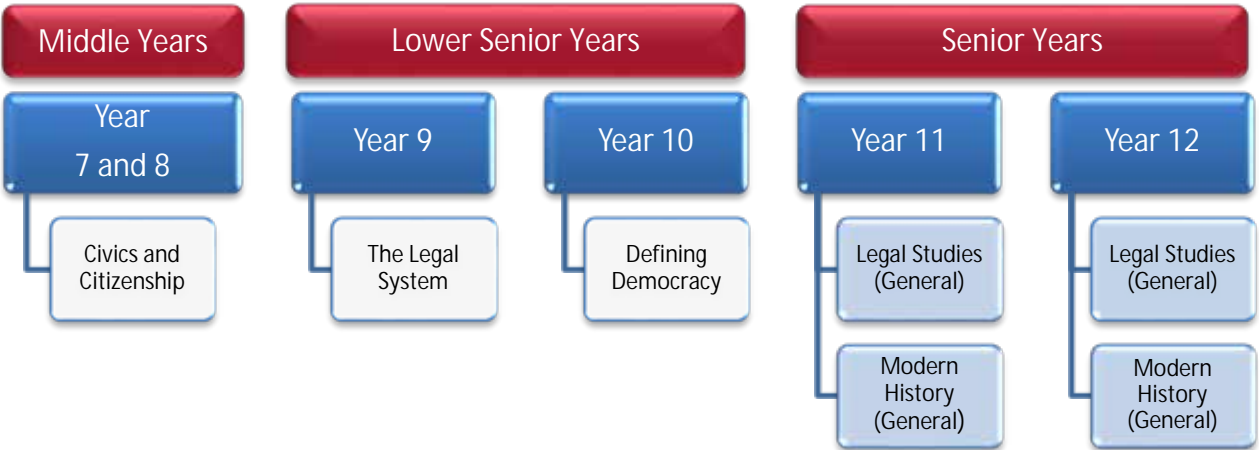 Middle Years
Lower Senior Years
Senior Years
Year
7 and 8
Year 9
Year 10
Year 11
Year 12
Civics and
Citizenship
The Legal
System
Defining
Democracy
Legal Studies
(General)
Legal Studies
(General)
Modern
History
(General)
Modern
History
(General)